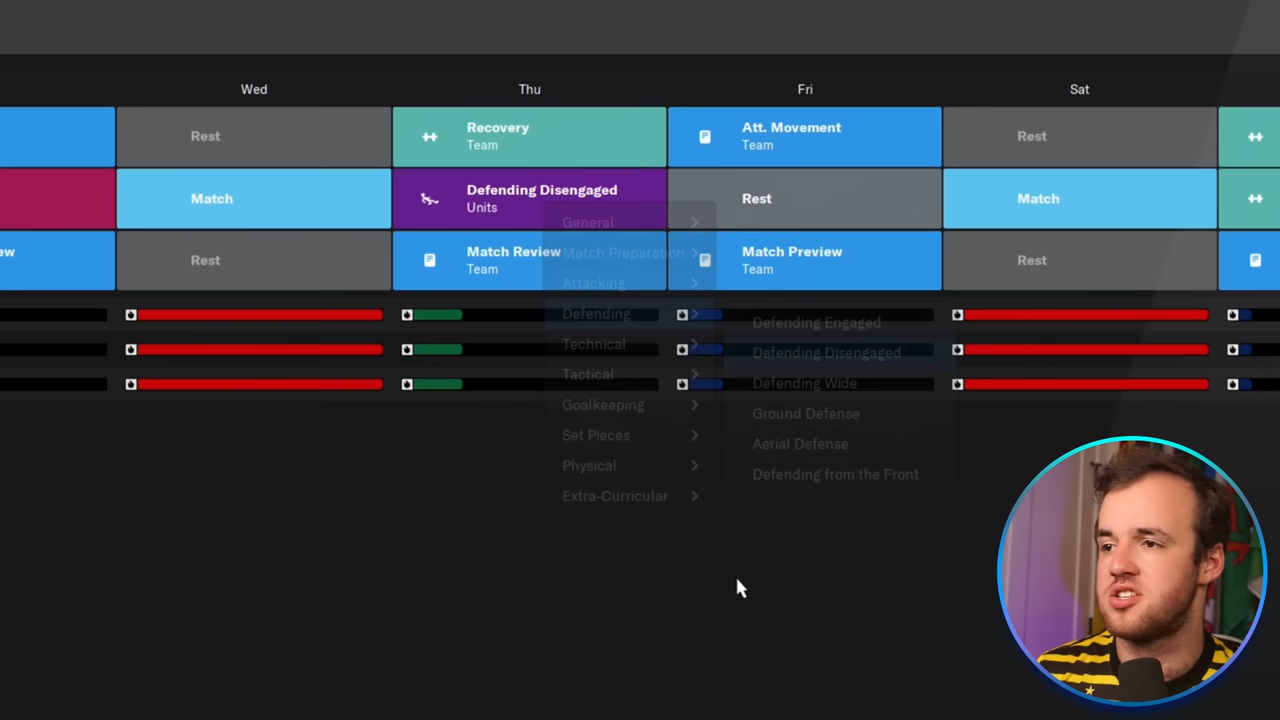 Wed
Thu
Fri
Sat
Rest
Recovery
Team
Att. Movement
Team
Rest
Match
Defending Disengaged
Units
Rest
Match
ew
Rest
Match Review
Team
Match Preview
Team
Rest
General
Match Preparation
Attacking
Defending
Technical
Tactical
Goalkeeping
Set Pieces
Physical
Extra-Curricular
Defending Engaged
Defending Disengaged
Defending Wide
Ground Defense
Aerial Defense
Defending from the Front